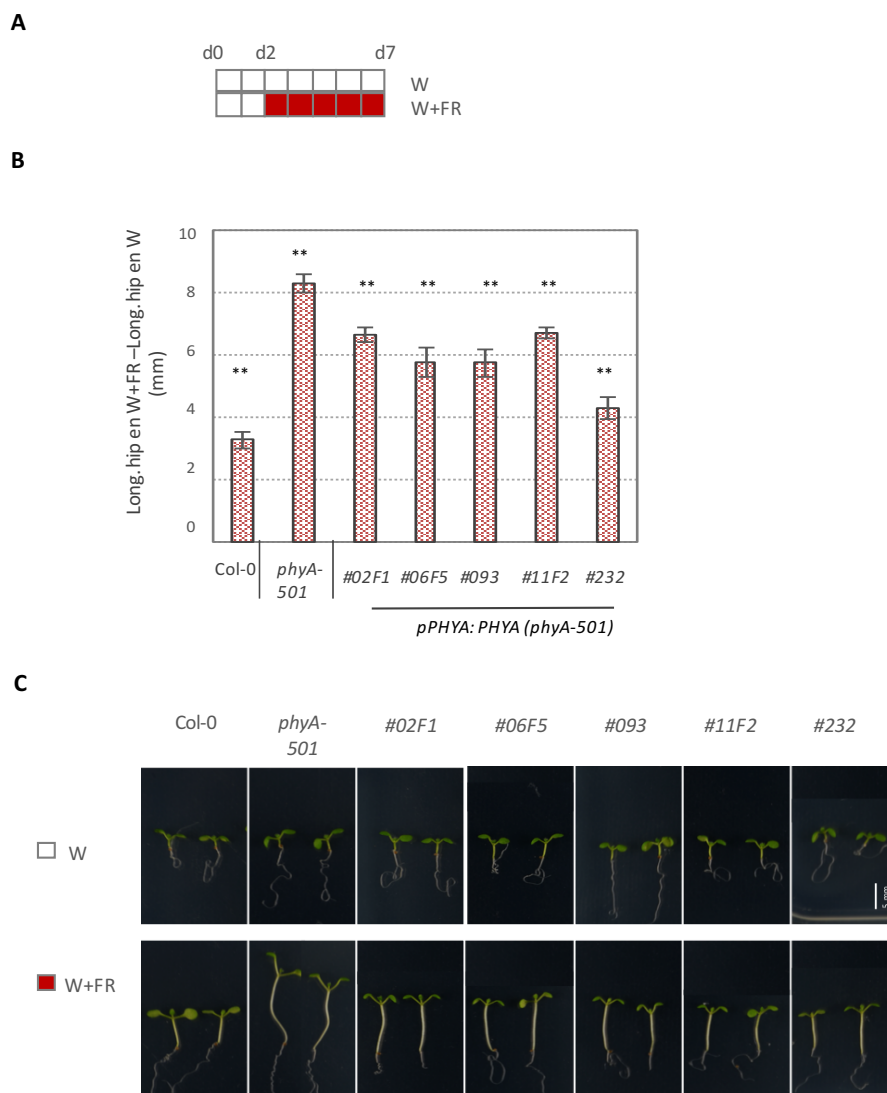 A
d0 d2 d7
W
W+FR
B
Long. hip en W+FR –Long. hip en W
(mm)
10
8
6
4
2
0
** ** ** ** ** ** **
Col-0 phyA-501 #02F1 #06F5 #093 #11F2 #232
pPHYA: PHYA (phyA-501)
C
Col-0 phyA-501 #02F1 #06F5 #093 #11F2 #232
W
5 mm
W+FR